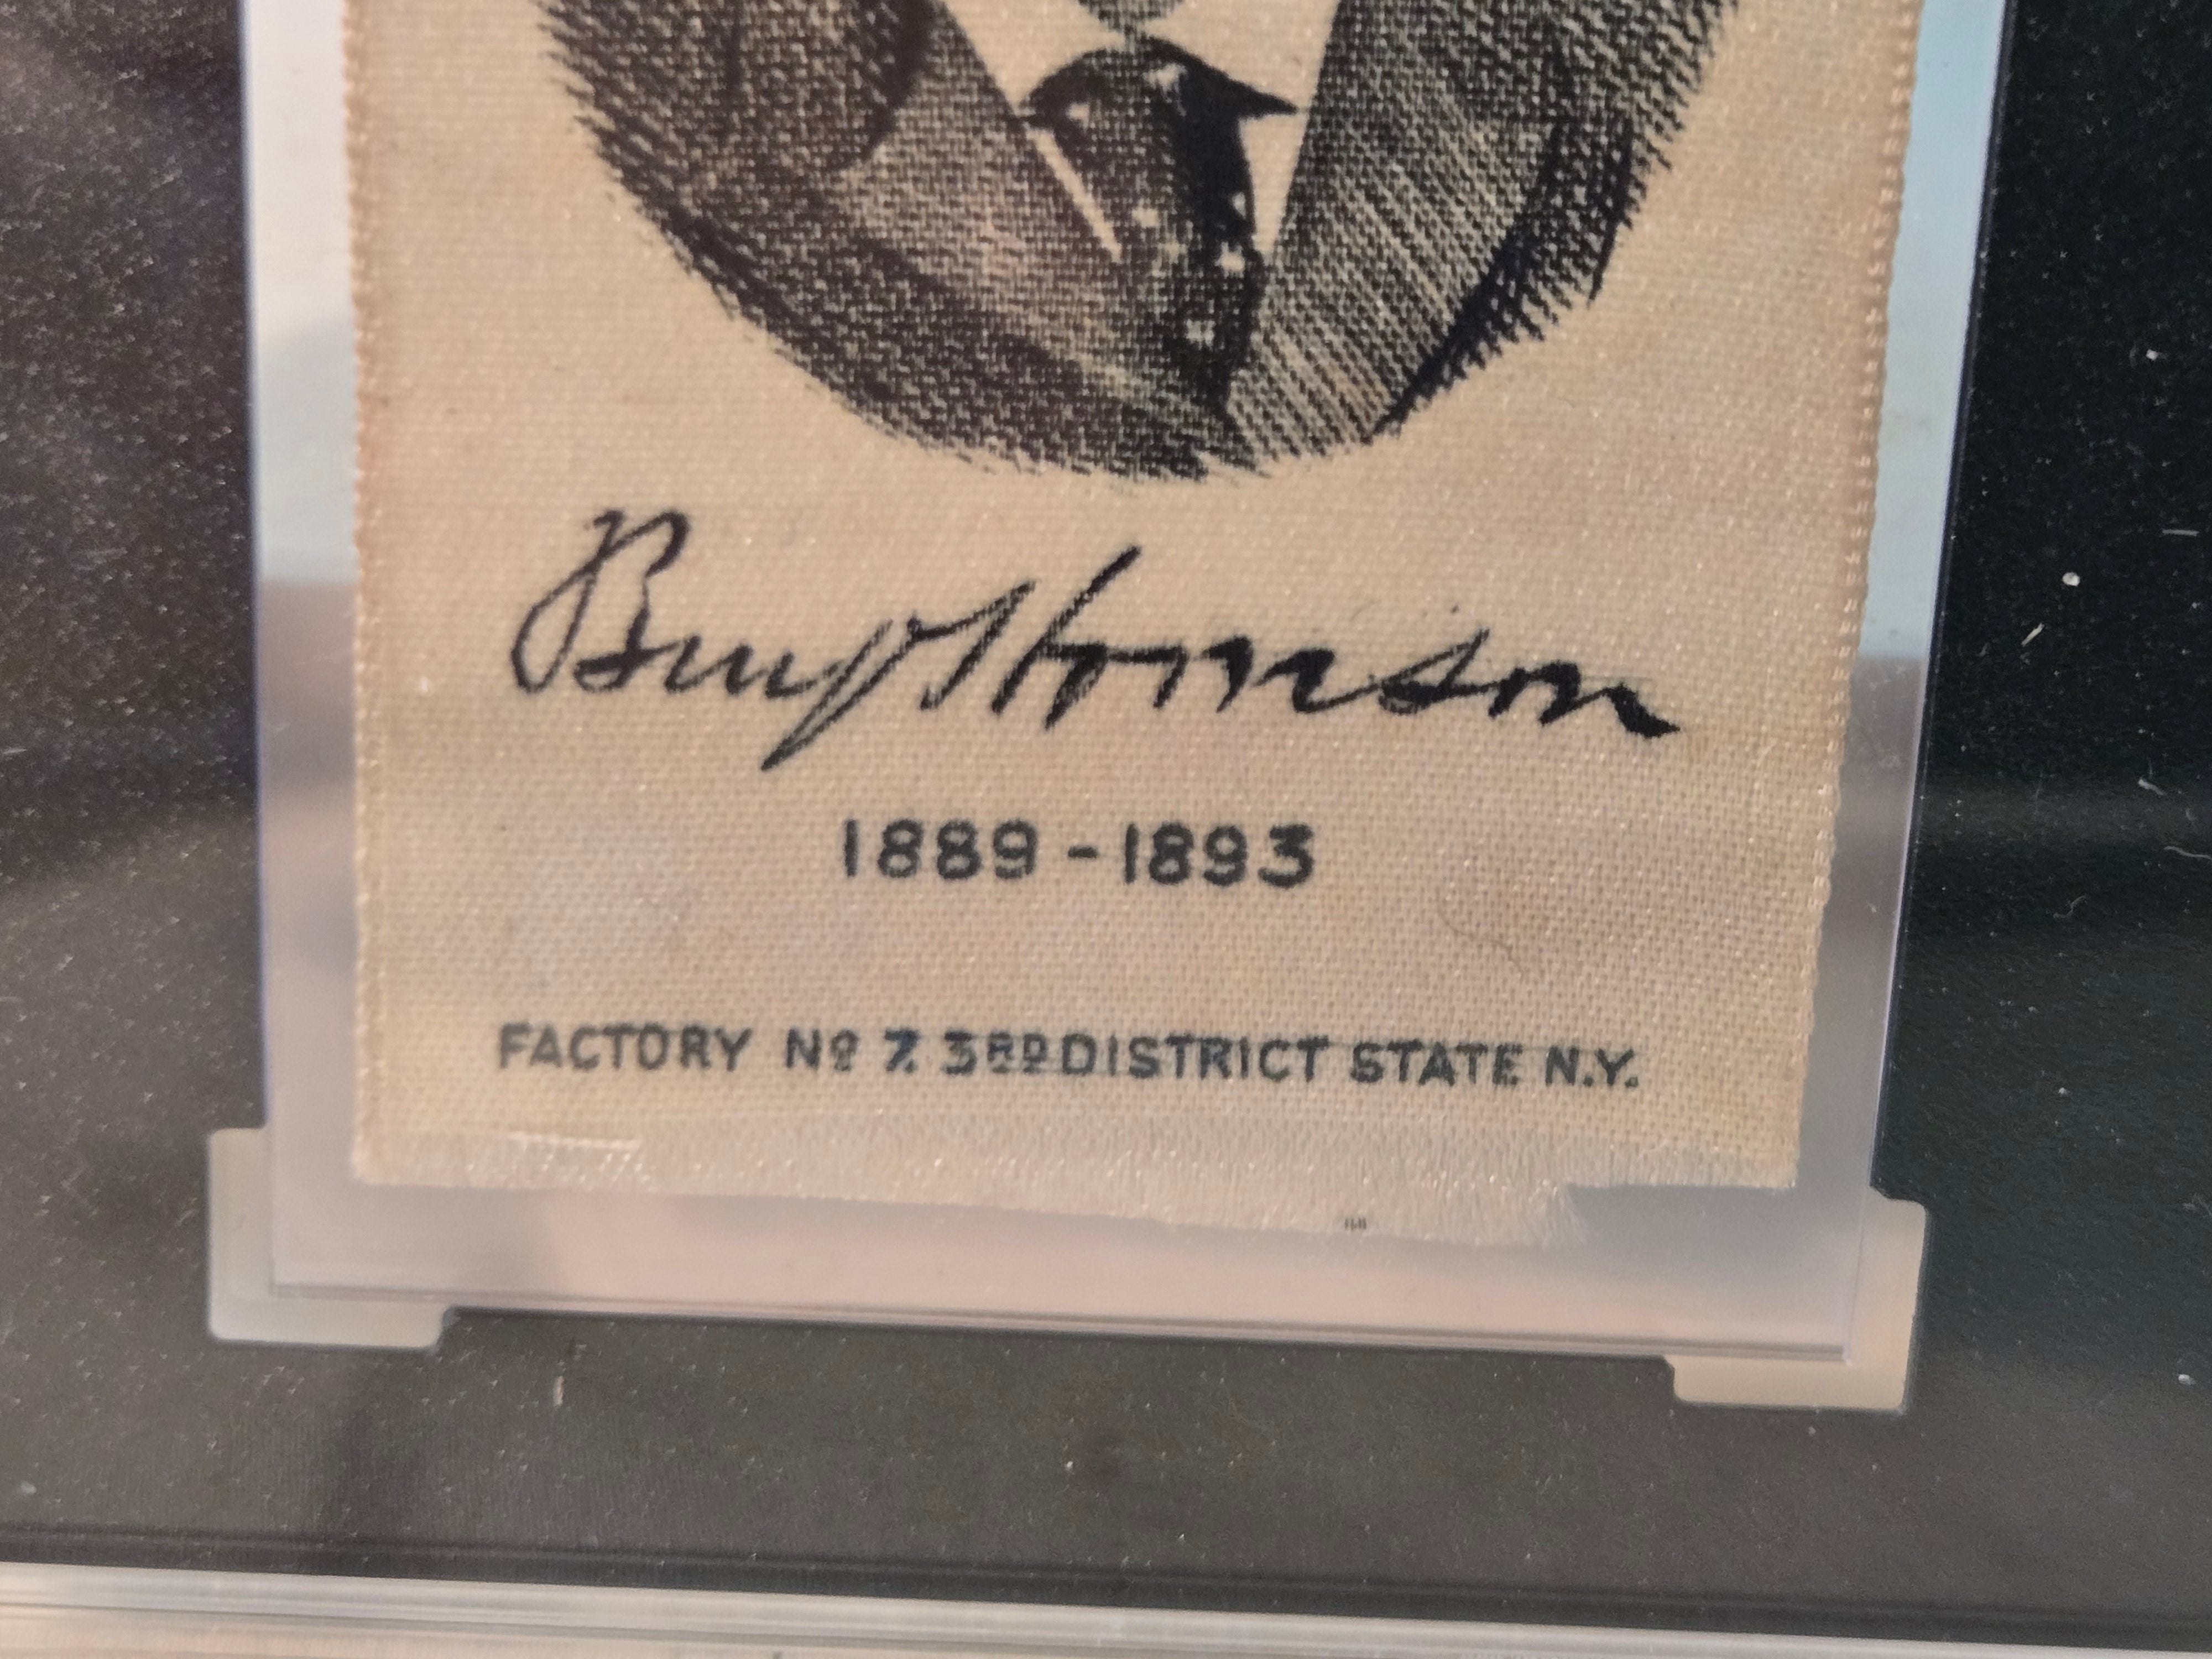 Benj Harrison
1889-1893
FACTORY Nº 7. 3RD DISTRICT STATE N.Y.